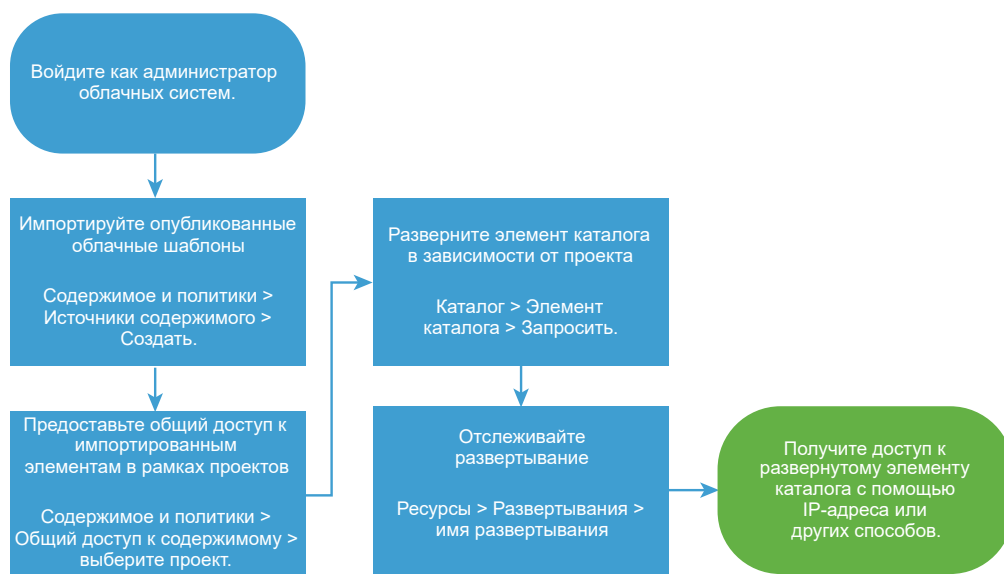 Войдите как администратор
облачных систем.
Импортируйте опубликованные
облачные шаблоны
Содержимое и политики >
Источники содержимого >
Создать.
Предоставьте общий доступ к
импортированным
элементам в рамках проектов
Содержимое и политики >
Общий доступ к содержимому >
выберите проект.
Разверните элемент каталога
в зависимости от проекта
Каталог > Элемент
каталога > Запросить.
Отслеживайте
развертывание
Ресурсы > Развертывания >
имя развертывания
Получите доступ к
развернутому элементу
каталога с помощью
IP-адреса или
других способов.